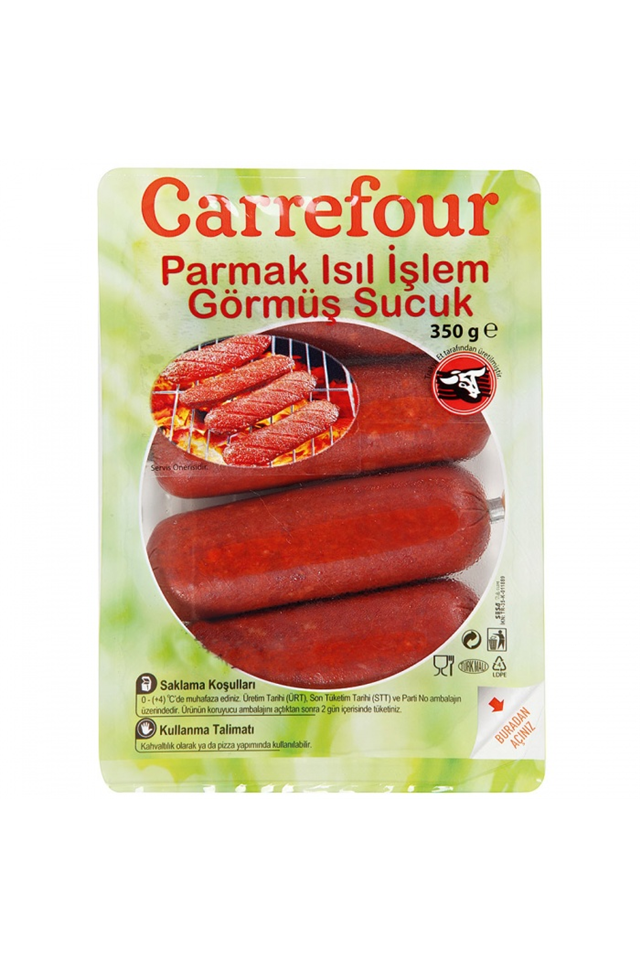 Carrefour
Parmak Isıl İşlem
Görmüş Sucuk
350 g e
Et tarafından üretilmiştir.
Servis Önerisidir.
TÜRK MALI
LDPE
Saklama Koşulları
0 - (+4) °C'de muhafaza ediniz. Üretim Tarihi (ÜRT), Son Tüketim Tarihi (STT) ve Parti No ambalajın
üzerindedir. Ürünün koruyucu ambalajını açtıktan sonra 2 gün içerisinde tüketiniz.
Kullanma Talimatı
Kahvaltılık olarak ya da pizza yapımında kullanılabilir.
BURADAN
AÇINIZ